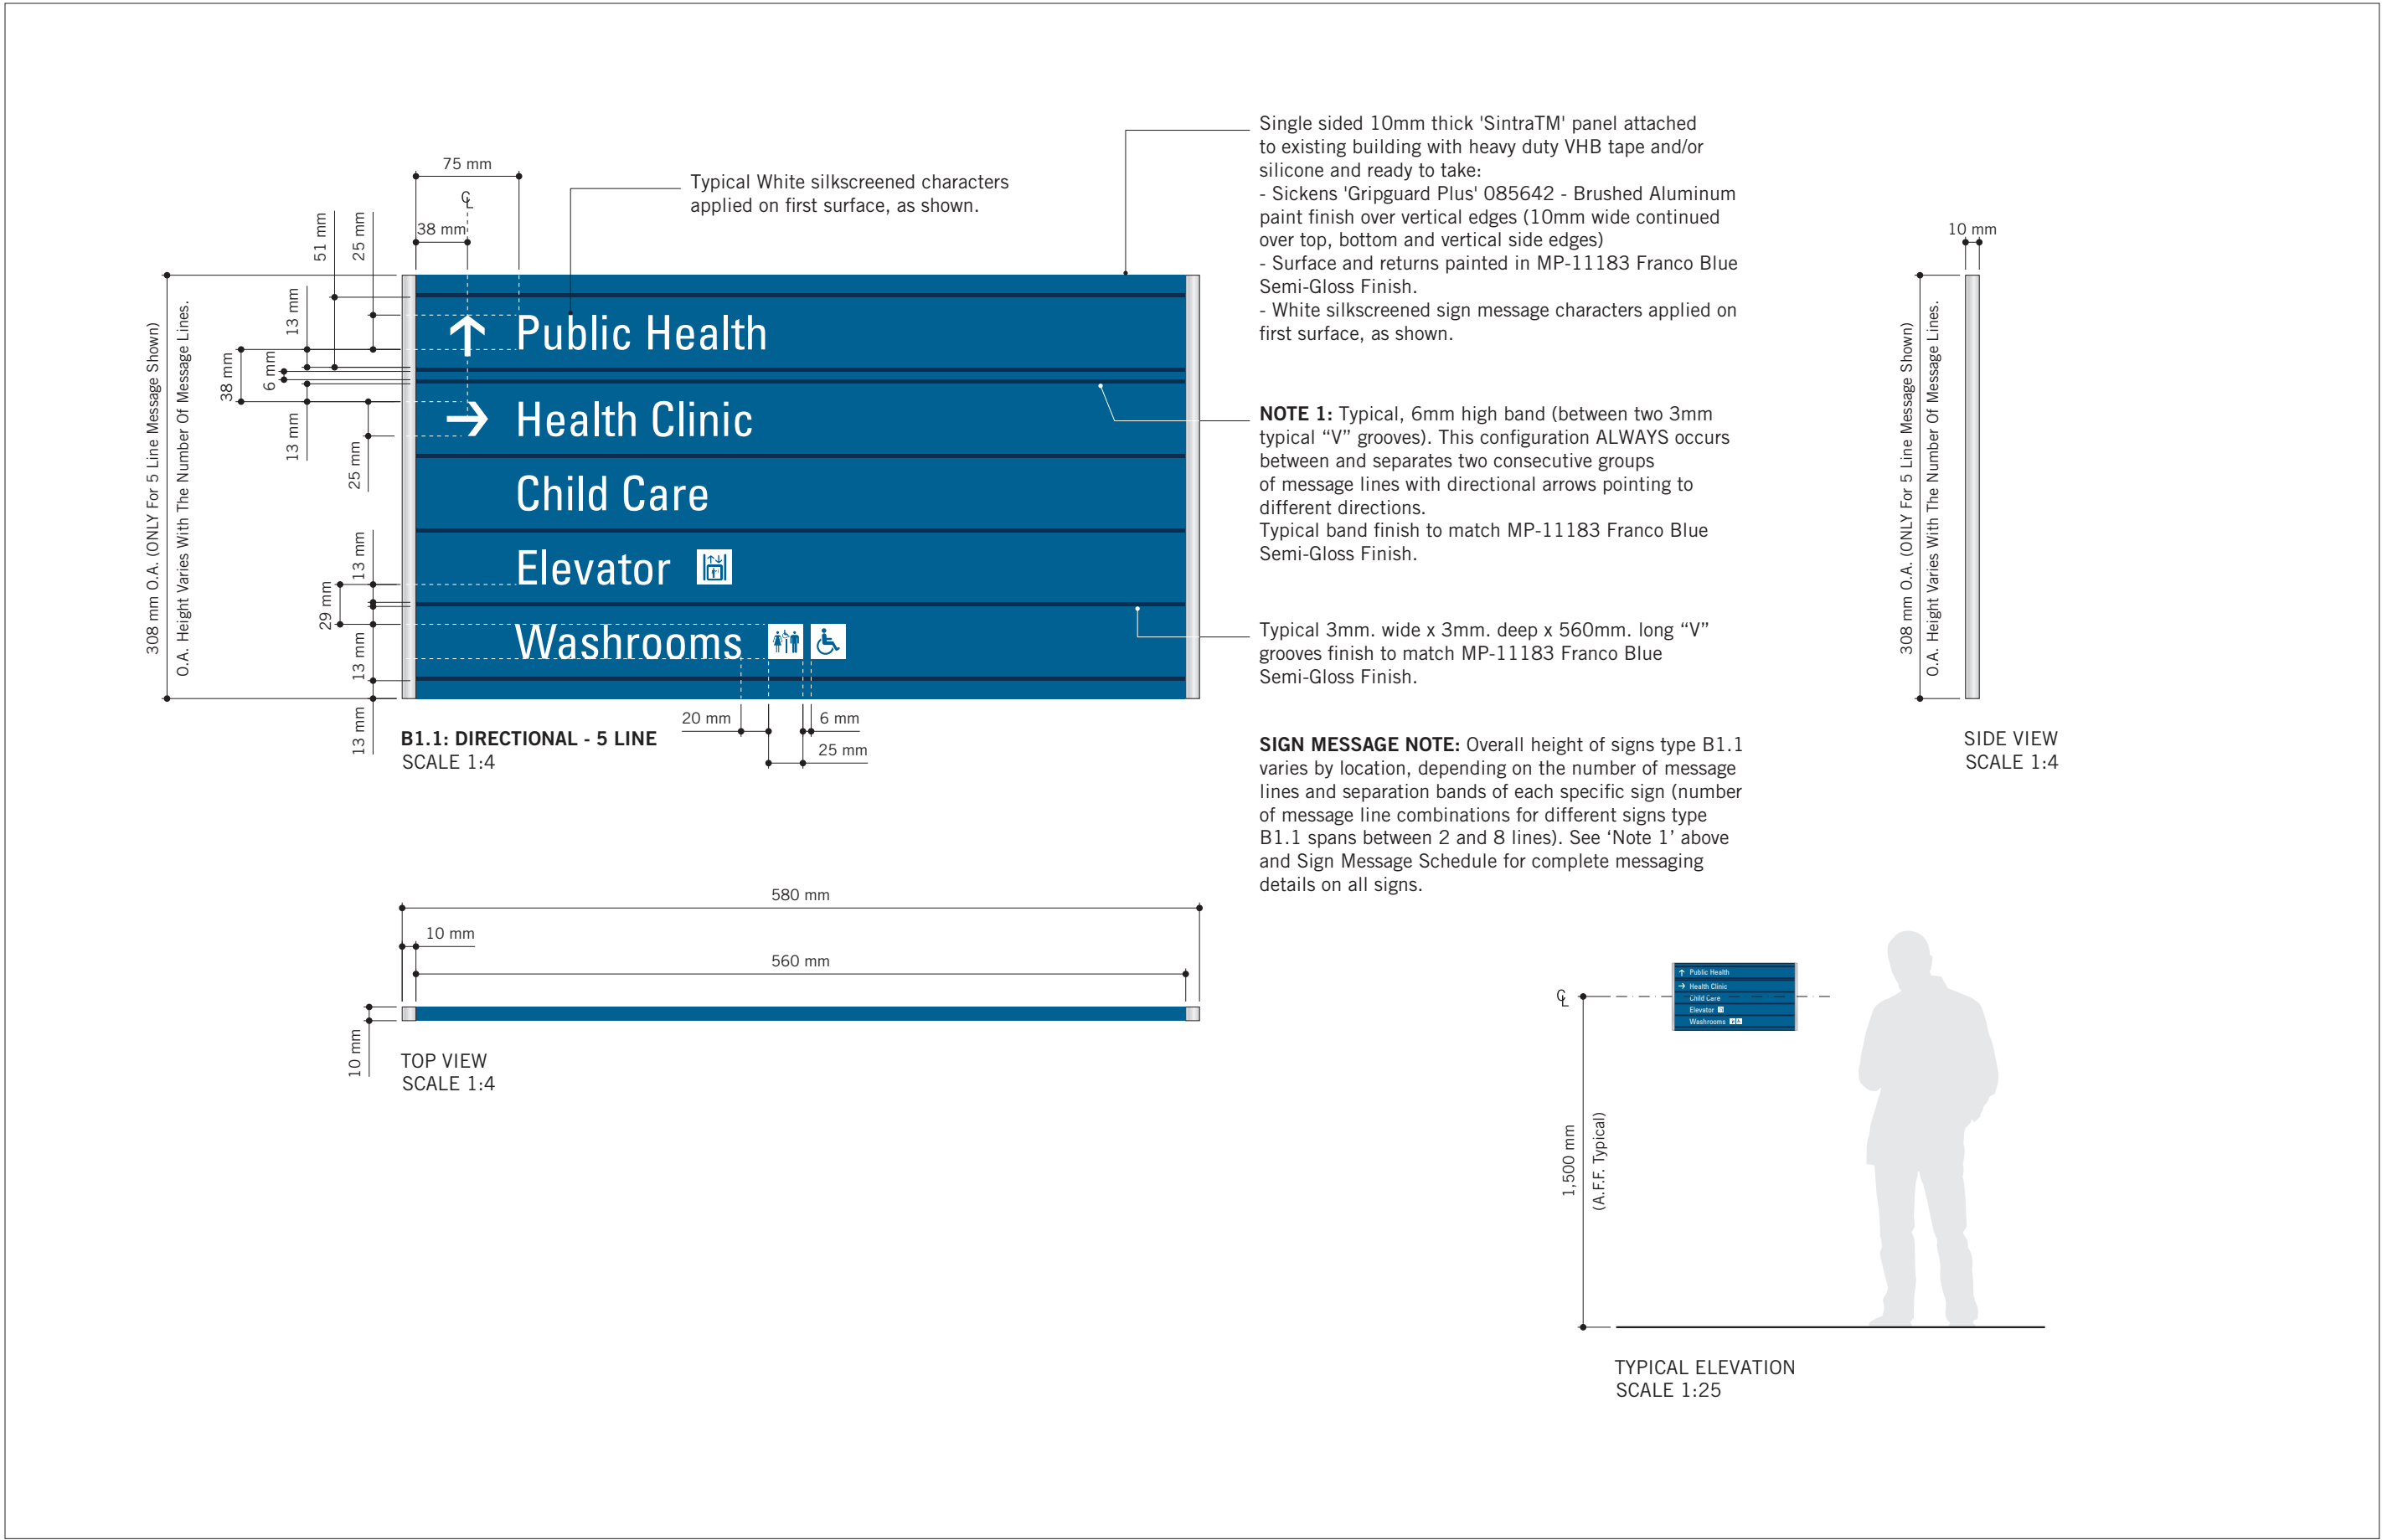 75 mm
℄
38 mm
51 mm
25 mm
13 mm
38 mm
6 mm
13 mm
25 mm
308 mm O.A. (ONLY For 5 Line Message Shown)
O.A. Height Varies With The Number Of Message Lines.
13 mm
29 mm
13 mm
13 mm
Typical White silkscreened characters
applied on first surface, as shown.
Public Health
Health Clinic
Child Care
Elevator
Washrooms
20 mm
6 mm
25 mm
B1.1: DIRECTIONAL - 5 LINE
SCALE 1:4
Single sided 10mm thick 'SintraTM' panel attached
to existing building with heavy duty VHB tape and/or
silicone and ready to take:
- Sickens 'Gripguard Plus' 085642 - Brushed Aluminum
paint finish over vertical edges (10mm wide continued
over top, bottom and vertical side edges)
- Surface and returns painted in MP-11183 Franco Blue
Semi-Gloss Finish.
- White silkscreened sign message characters applied on
first surface, as shown.
NOTE 1: Typical, 6mm high band (between two 3mm
typical “V” grooves). This configuration ALWAYS occurs
between and separates two consecutive groups
of message lines with directional arrows pointing to
different directions.
Typical band finish to match MP-11183 Franco Blue
Semi-Gloss Finish.
Typical 3mm. wide x 3mm. deep x 560mm. long “V”
grooves finish to match MP-11183 Franco Blue
Semi-Gloss Finish.
SIGN MESSAGE NOTE: Overall height of signs type B1.1
varies by location, depending on the number of message
lines and separation bands of each specific sign (number
of message line combinations for different signs type
B1.1 spans between 2 and 8 lines). See ‘Note 1’ above
and Sign Message Schedule for complete messaging
details on all signs.
10 mm
308 mm O.A. (ONLY For 5 Line Message Shown)
O.A. Height Varies With The Number Of Message Lines.
SIDE VIEW
SCALE 1:4
580 mm
10 mm
560 mm
10 mm
TOP VIEW
SCALE 1:4
℄
Public Health
Health Clinic
Child Care
Elevator
Washrooms
1,500 mm
(A.F.F. Typical)
TYPICAL ELEVATION
SCALE 1:25